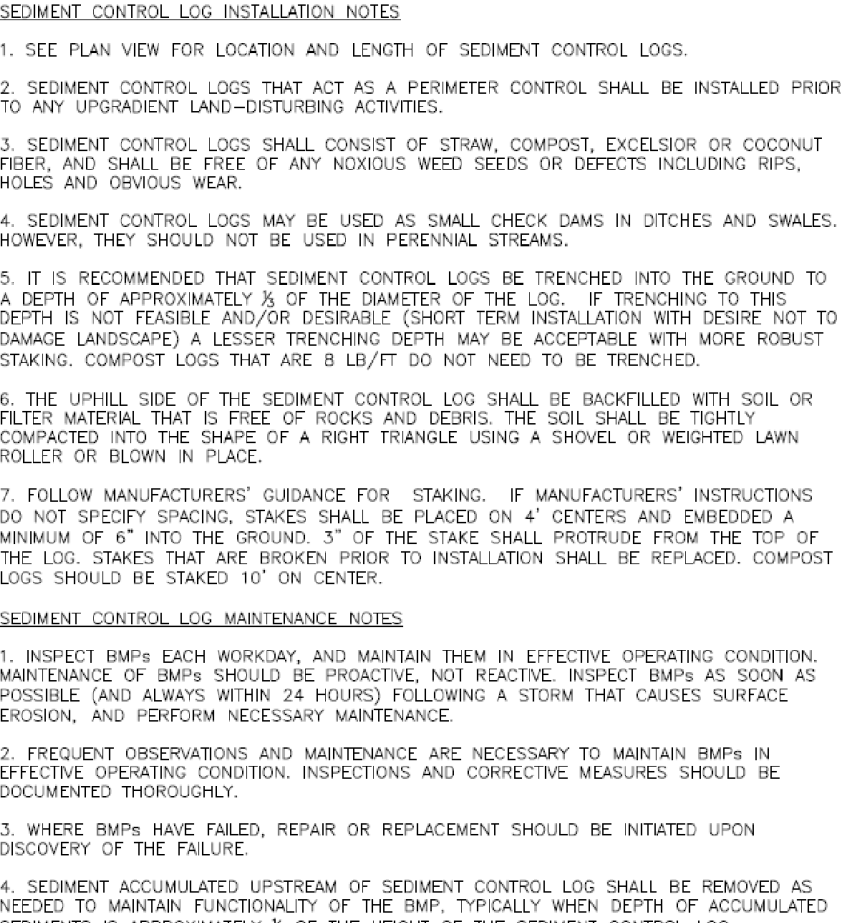 SEDIMENT CONTROL LOG INSTALLATION NOTES
1. SEE PLAN VIEW FOR LOCATION AND LENGTH OF SEDIMENT CONTROL LOGS.
2. SEDIMENT CONTROL LOGS THAT ACT AS A PERIMETER CONTROL SHALL BE INSTALLED PRIOR
TO ANY UPGRADIENT LAND-DISTURBING ACTIVITIES.
3. SEDIMENT CONTROL LOGS SHALL CONSIST OF STRAW, COMPOST, EXCELSIOR OR COCONUT
FIBER, AND SHALL BE FREE OF ANY NOXIOUS WEED SEEDS OR DEFECTS INCLUDING RIPS,
HOLES AND OBVIOUS WEAR.
4. SEDIMENT CONTROL LOGS MAY BE USED AS SMALL CHECK DAMS IN DITCHES AND SWALES.
HOWEVER, THEY SHOULD NOT BE USED IN PERENNIAL STREAMS.
5. IT IS RECOMMENDED THAT SEDIMENT CONTROL LOGS BE TRENCHED INTO THE GROUND TO
A DEPTH OF APPROXIMATELY ⅓ OF THE DIAMETER OF THE LOG. IF TRENCHING TO THIS
DEPTH IS NOT FEASIBLE AND/OR DESIRABLE (SHORT TERM INSTALLATION WITH DESIRE NOT TO
DAMAGE LANDSCAPE) A LESSER TRENCHING DEPTH MAY BE ACCEPTABLE WITH MORE ROBUST
STAKING. COMPOST LOGS THAT ARE 8 LB/FT DO NOT NEED TO BE TRENCHED.
6. THE UPHILL SIDE OF THE SEDIMENT CONTROL LOG SHALL BE BACKFILLED WITH SOIL OR
FILTER MATERIAL THAT IS FREE OF ROCKS AND DEBRIS. THE SOIL SHALL BE TIGHTLY
COMPACTED INTO THE SHAPE OF A RIGHT TRIANGLE USING A SHOVEL OR WEIGHTED LAWN
ROLLER OR BLOWN IN PLACE.
7. FOLLOW MANUFACTURERS' GUIDANCE FOR STAKING. IF MANUFACTURERS' INSTRUCTIONS
DO NOT SPECIFY SPACING, STAKES SHALL BE PLACED ON 4' CENTERS AND EMBEDDED A
MINIMUM OF 6" INTO THE GROUND. 3" OF THE STAKE SHALL PROTRUDE FROM THE TOP OF
THE LOG. STAKES THAT ARE BROKEN PRIOR TO INSTALLATION SHALL BE REPLACED. COMPOST
LOGS SHOULD BE STAKED 10' ON CENTER.
SEDIMENT CONTROL LOG MAINTENANCE NOTES
1. INSPECT BMPs EACH WORKDAY, AND MAINTAIN THEM IN EFFECTIVE OPERATING CONDITION.
MAINTENANCE OF BMPs SHOULD BE PROACTIVE, NOT REACTIVE. INSPECT BMPs AS SOON AS
POSSIBLE (AND ALWAYS WITHIN 24 HOURS) FOLLOWING A STORM THAT CAUSES SURFACE
EROSION, AND PERFORM NECESSARY MAINTENANCE.
2. FREQUENT OBSERVATIONS AND MAINTENANCE ARE NECESSARY TO MAINTAIN BMPs IN
EFFECTIVE OPERATING CONDITION. INSPECTIONS AND CORRECTIVE MEASURES SHOULD BE
DOCUMENTED THOROUGHLY.
3. WHERE BMPs HAVE FAILED, REPAIR OR REPLACEMENT SHOULD BE INITIATED UPON
DISCOVERY OF THE FAILURE.
4. SEDIMENT ACCUMULATED UPSTREAM OF SEDIMENT CONTROL LOG SHALL BE REMOVED AS
NEEDED TO MAINTAIN FUNCTIONALITY OF THE BMP, TYPICALLY WHEN DEPTH OF ACCUMULATED